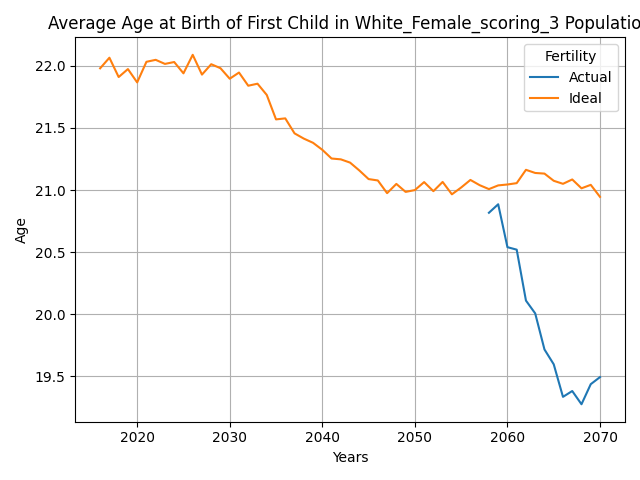 Average Age at Birth of First Child in White_Female_scoring_3 Populatio
Fertility
Actual
Ideal
22.0
21.5
21.0
20.5
20.0
19.5
Age
2020 2030 2040 2050 2060 2070
Years